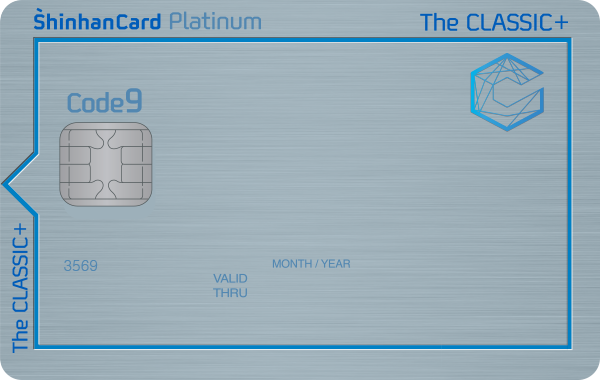 ShinhanCard Platinum
The CLASSIC+
Code9
3569
MONTH / YEAR
VALID
THRU
The CLASSIC+